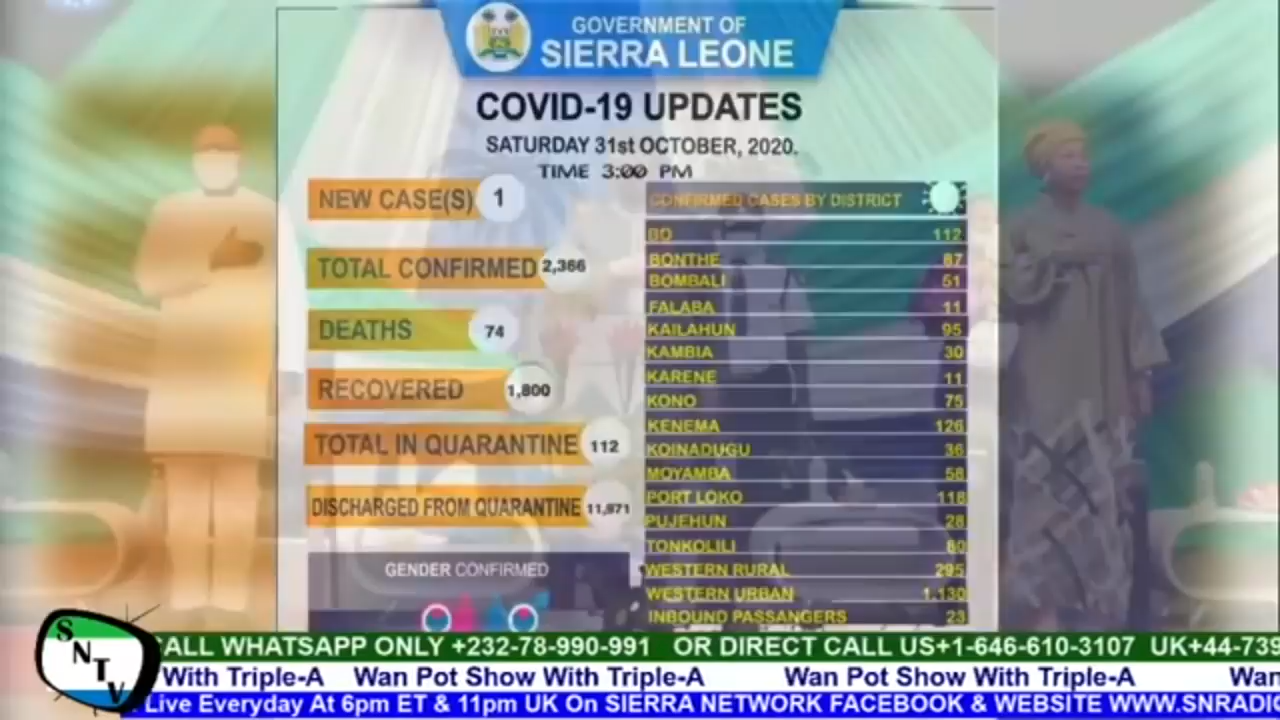 GOVERNMENT OF
SIERRA LEONE
COVID-19 UPDATES
SATURDAY 31st OCTOBER, 2020.
TIME 3:00 PM
NEW CASE(S) 1
TOTAL CONFIRMED 2,366
DEATHS 74
RECOVERED 1,800
TOTAL IN QUARANTINE 112
DISCHARGED FROM QUARANTINE 11,971
GENDER CONFIRMED
CONFIRMED CASES BY DISTRICT
BO 112
BONTHE 87
BOMBALI 51
FALABA 11
KAILAHUN 95
KAMBIA 30
KARENE 11
KONO 75
KENEMA 126
KOINADUGU 36
MOYAMBA 58
PORT LOKO 118
PUJEHUN 28
TONKOLILI 80
WESTERN RURAL 295
WESTERN URBAN 1,130
INBOUND PASSANGERS 23
SNTV
CALL WHATSAPP ONLY +232-78-990-991 OR DIRECT CALL US+1-646-610-3107 UK+44-739
With Triple-A Wan Pot Show With Triple-A Wan Pot Show With Triple-A Wan
Live Everyday At 6pm ET & 11pm UK On SIERRA NETWORK FACEBOOK & WEBSITE WWW.SNRADIO